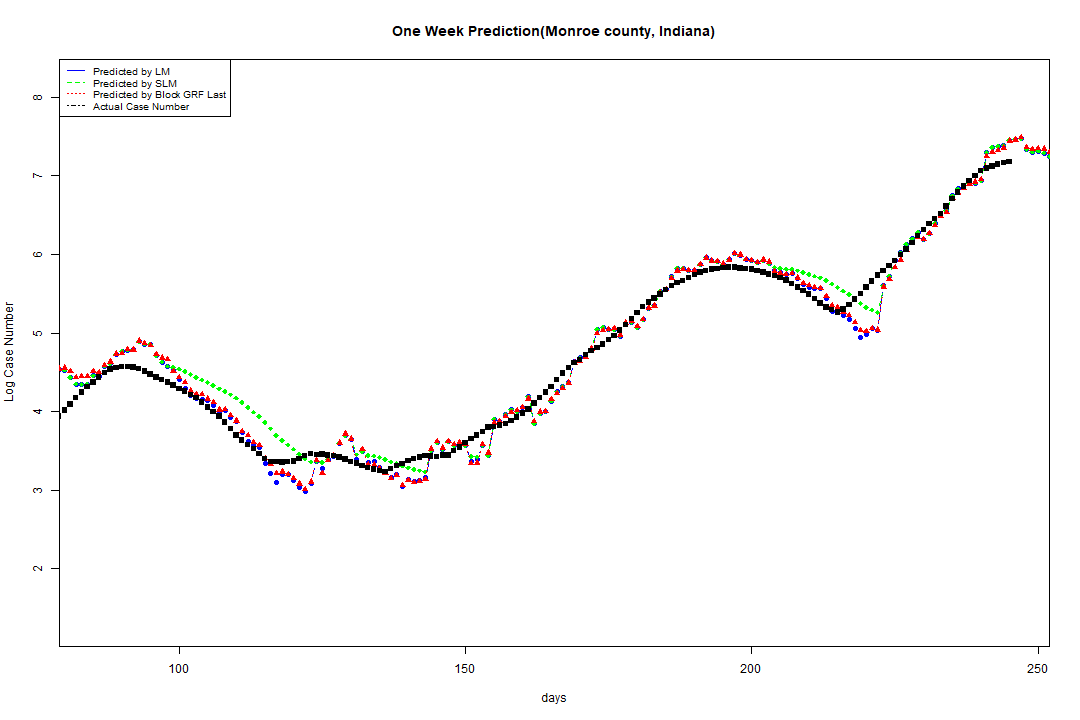 One Week Prediction(Monroe county, Indiana)
Predicted by LM
Predicted by SLM
Predicted by Block GRF Last
Actual Case Number
8
7
6
5
4
3
2
Log Case Number
100 150 200 250
days